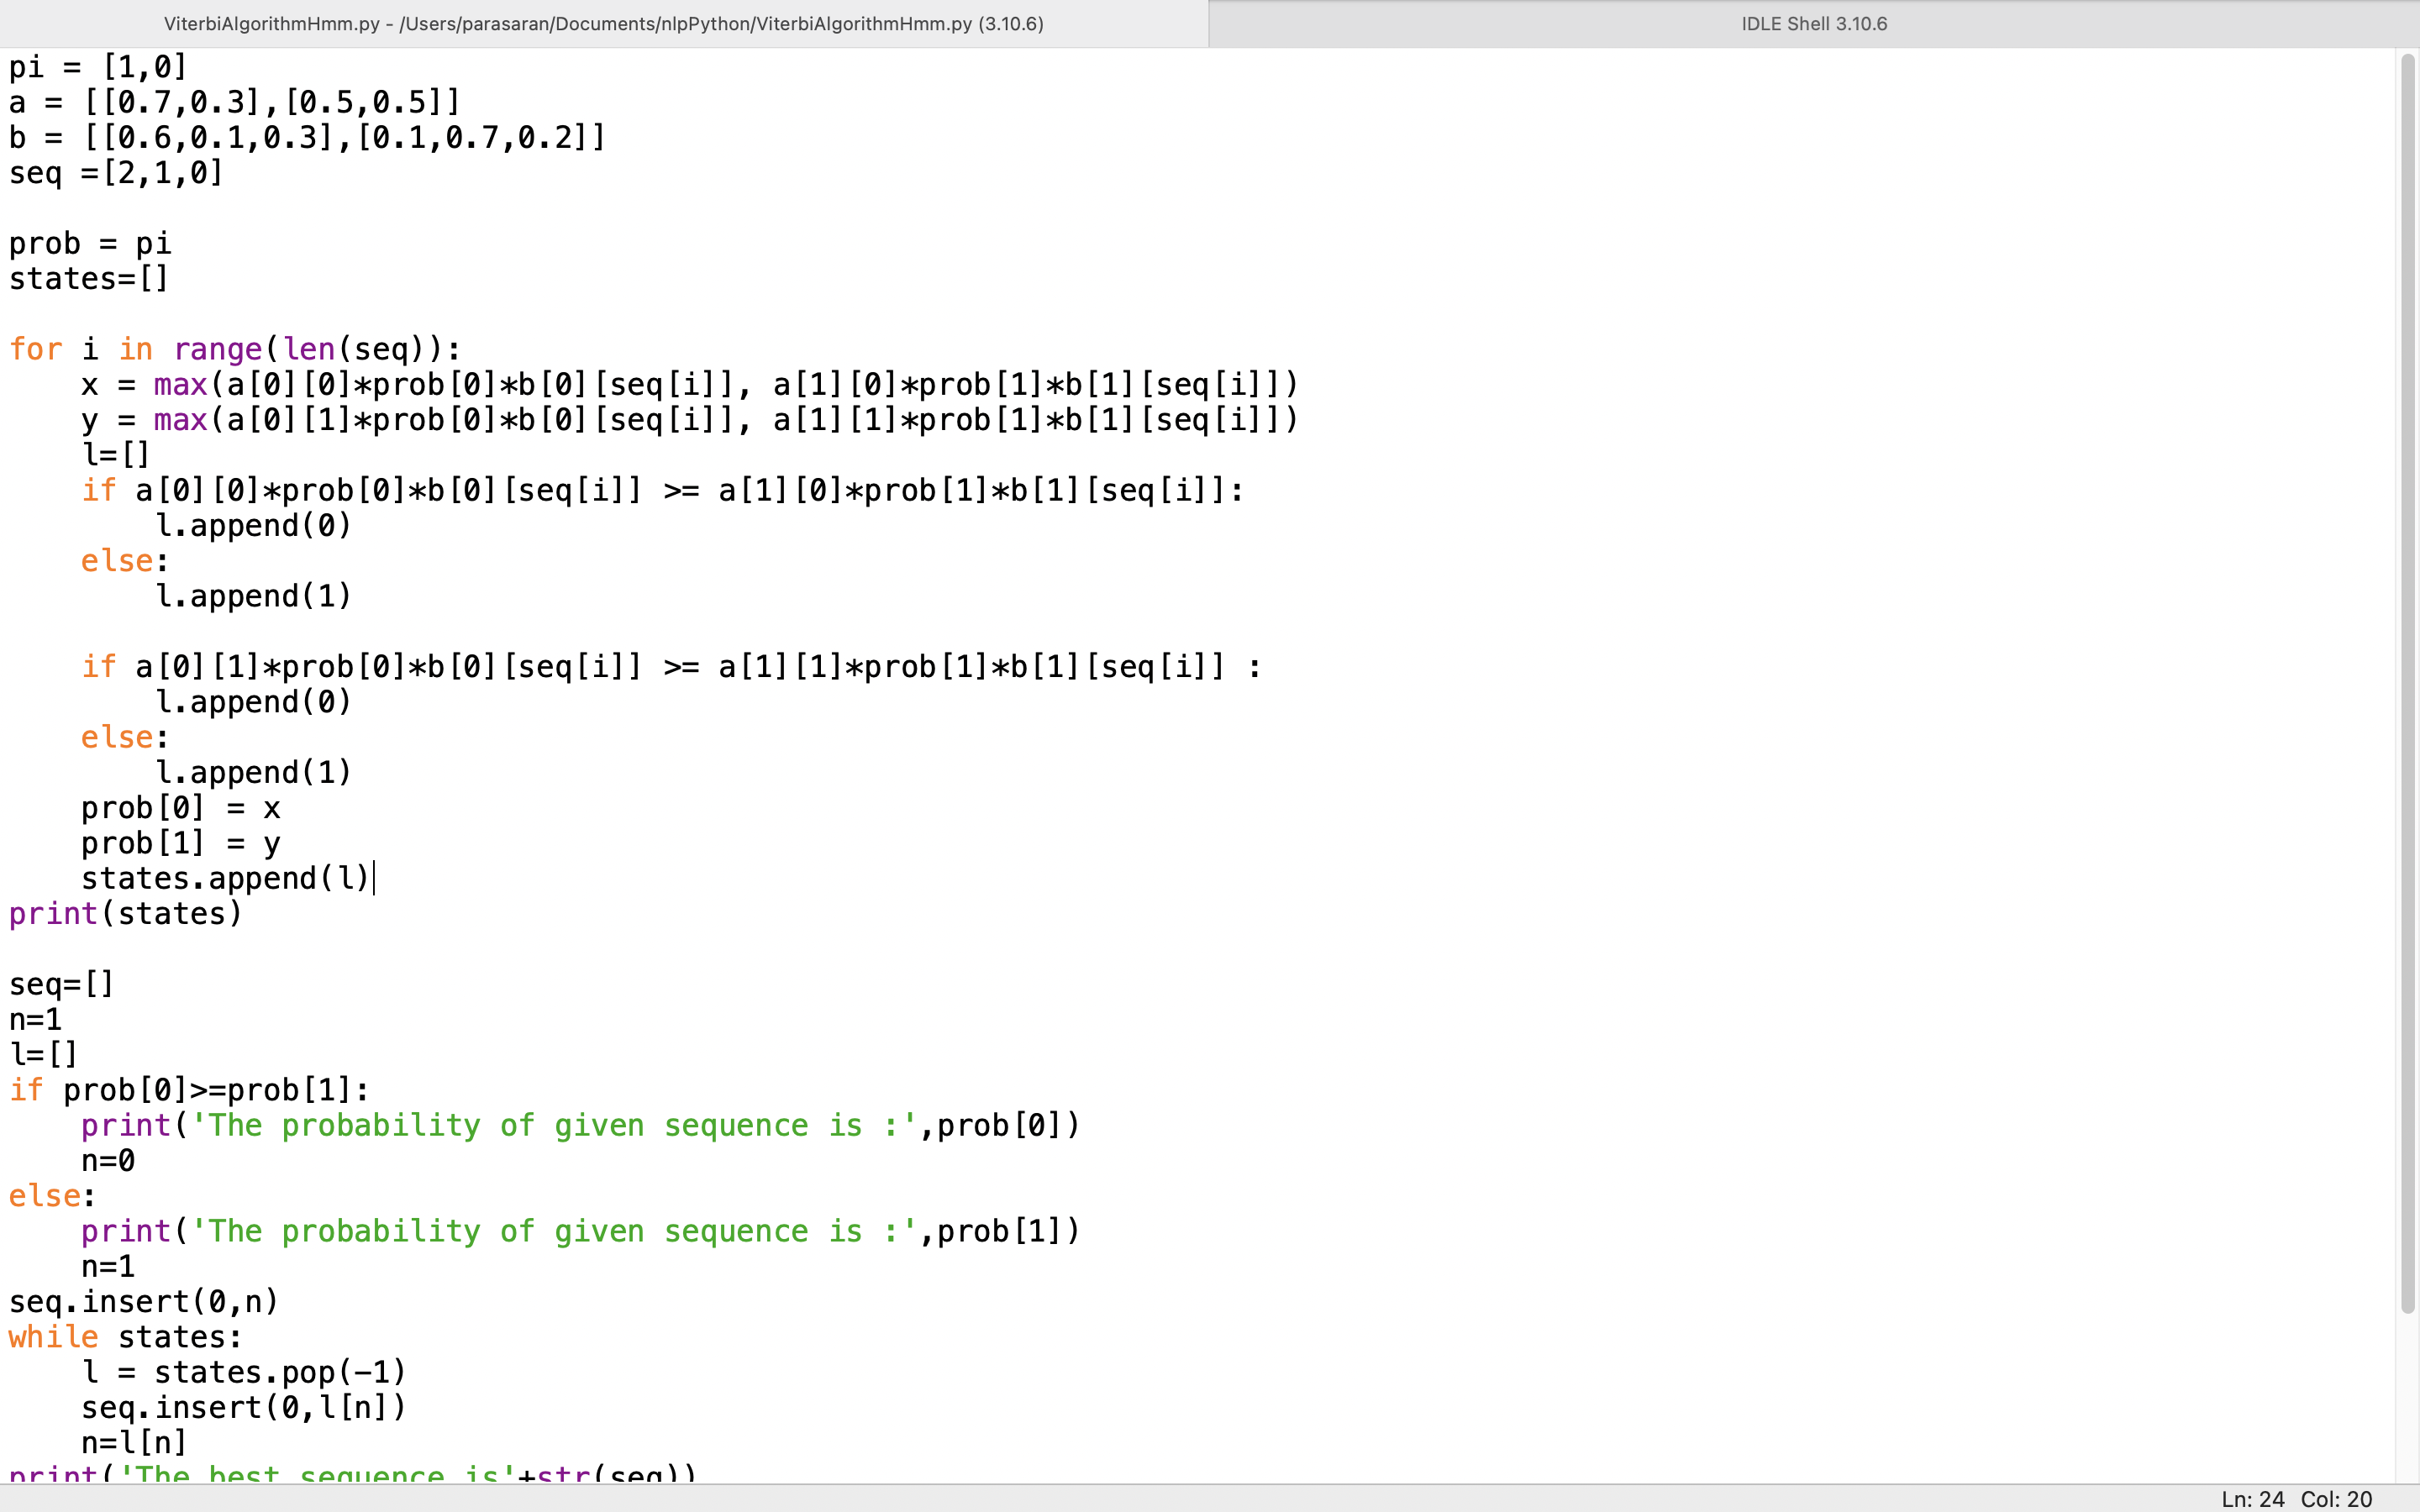 ViterbiAlgorithmHmm.py - /Users/parasaran/Documents/nlpPython/ViterbiAlgorithmHmm.py (3.10.6)
IDLE Shell 3.10.6
pi = [1,0]
a = [[0.7,0.3],[0.5,0.5]]
b = [[0.6,0.1,0.3],[0.1,0.7,0.2]]
seq =[2,1,0]

prob = pi
states=[]

for i in range(len(seq)):
    x = max(a[0][0]*prob[0]*b[0][seq[i]], a[1][0]*prob[1]*b[1][seq[i]])
    y = max(a[0][1]*prob[0]*b[0][seq[i]], a[1][1]*prob[1]*b[1][seq[i]])
    l=[]
    if a[0][0]*prob[0]*b[0][seq[i]] >= a[1][0]*prob[1]*b[1][seq[i]]:
        l.append(0)
    else:
        l.append(1)

    if a[0][1]*prob[0]*b[0][seq[i]] >= a[1][1]*prob[1]*b[1][seq[i]] :
        l.append(0)
    else:
        l.append(1)
    prob[0] = x
    prob[1] = y
    states.append(l)
print(states)

seq=[]
n=1
l=[]
if prob[0]>=prob[1]:
    print('The probability of given sequence is :',prob[0])
    n=0
else:
    print('The probability of given sequence is :',prob[1])
    n=1
seq.insert(0,n)
while states:
    l = states.pop(-1)
    seq.insert(0,l[n])
    n=l[n]
print('The best sequence is'+str(seq))
Ln: 24 Col: 20